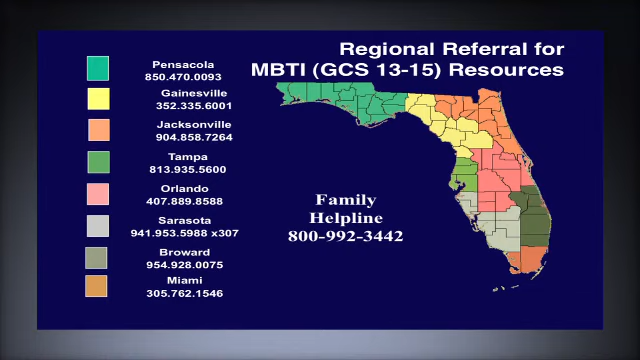 Regional Referral for
MBTI (GCS 13-15) Resources
Pensacola
850.470.0093
Gainesville
352.335.6001
Jacksonville
904.858.7264
Tampa
813.935.5600
Orlando
407.889.8588
Sarasota
941.953.5988 x307
Broward
954.928.0075
Miami
305.762.1546
Family
Helpline
800-992-3442